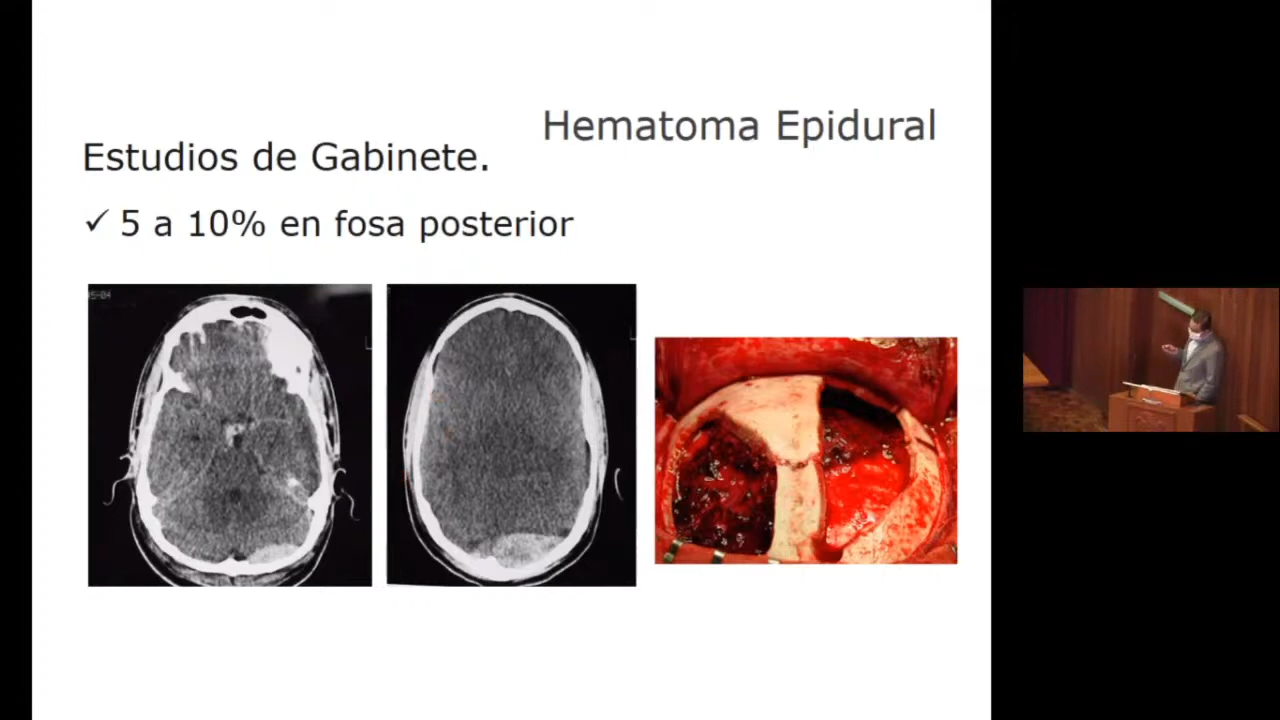 Hematoma Epidural
Estudios de Gabinete.
✓ 5 a 10% en fosa posterior